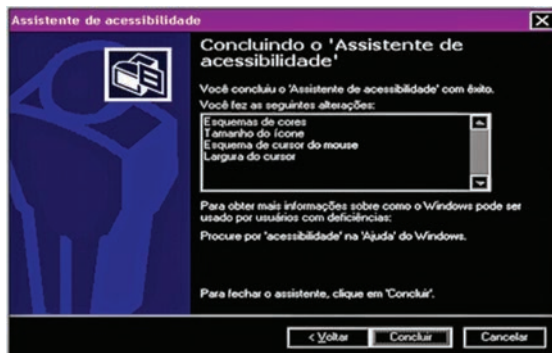 Assistente de acessibilidade
Concluindo o 'Assistente de
acessibilidade'
Você concluiu o 'Assistente de acessibilidade' com êxito.
Você fez as seguintes alterações:
Esquemas de cores
Tamanho do ícone
Esquema de cursor do mouse
Largura do cursor
Para obter mais informações sobre como o Windows pode ser
usado por usuários com deficiências:
Procure por 'acessibilidade' na 'Ajuda' do Windows.
Para fechar o assistente, clique em 'Concluir'.
< Voltar Concluir Cancelar